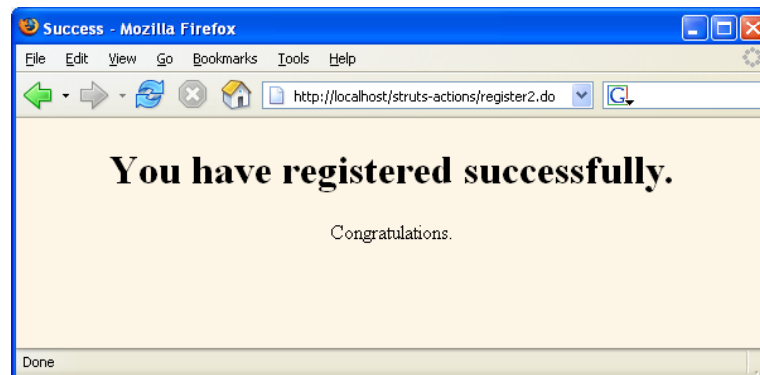 Success - Mozilla Firefox
File Edit View Go Bookmarks Tools Help
http://localhost/struts-actions/register2.do G
You have registered successfully.
Congratulations.
Done